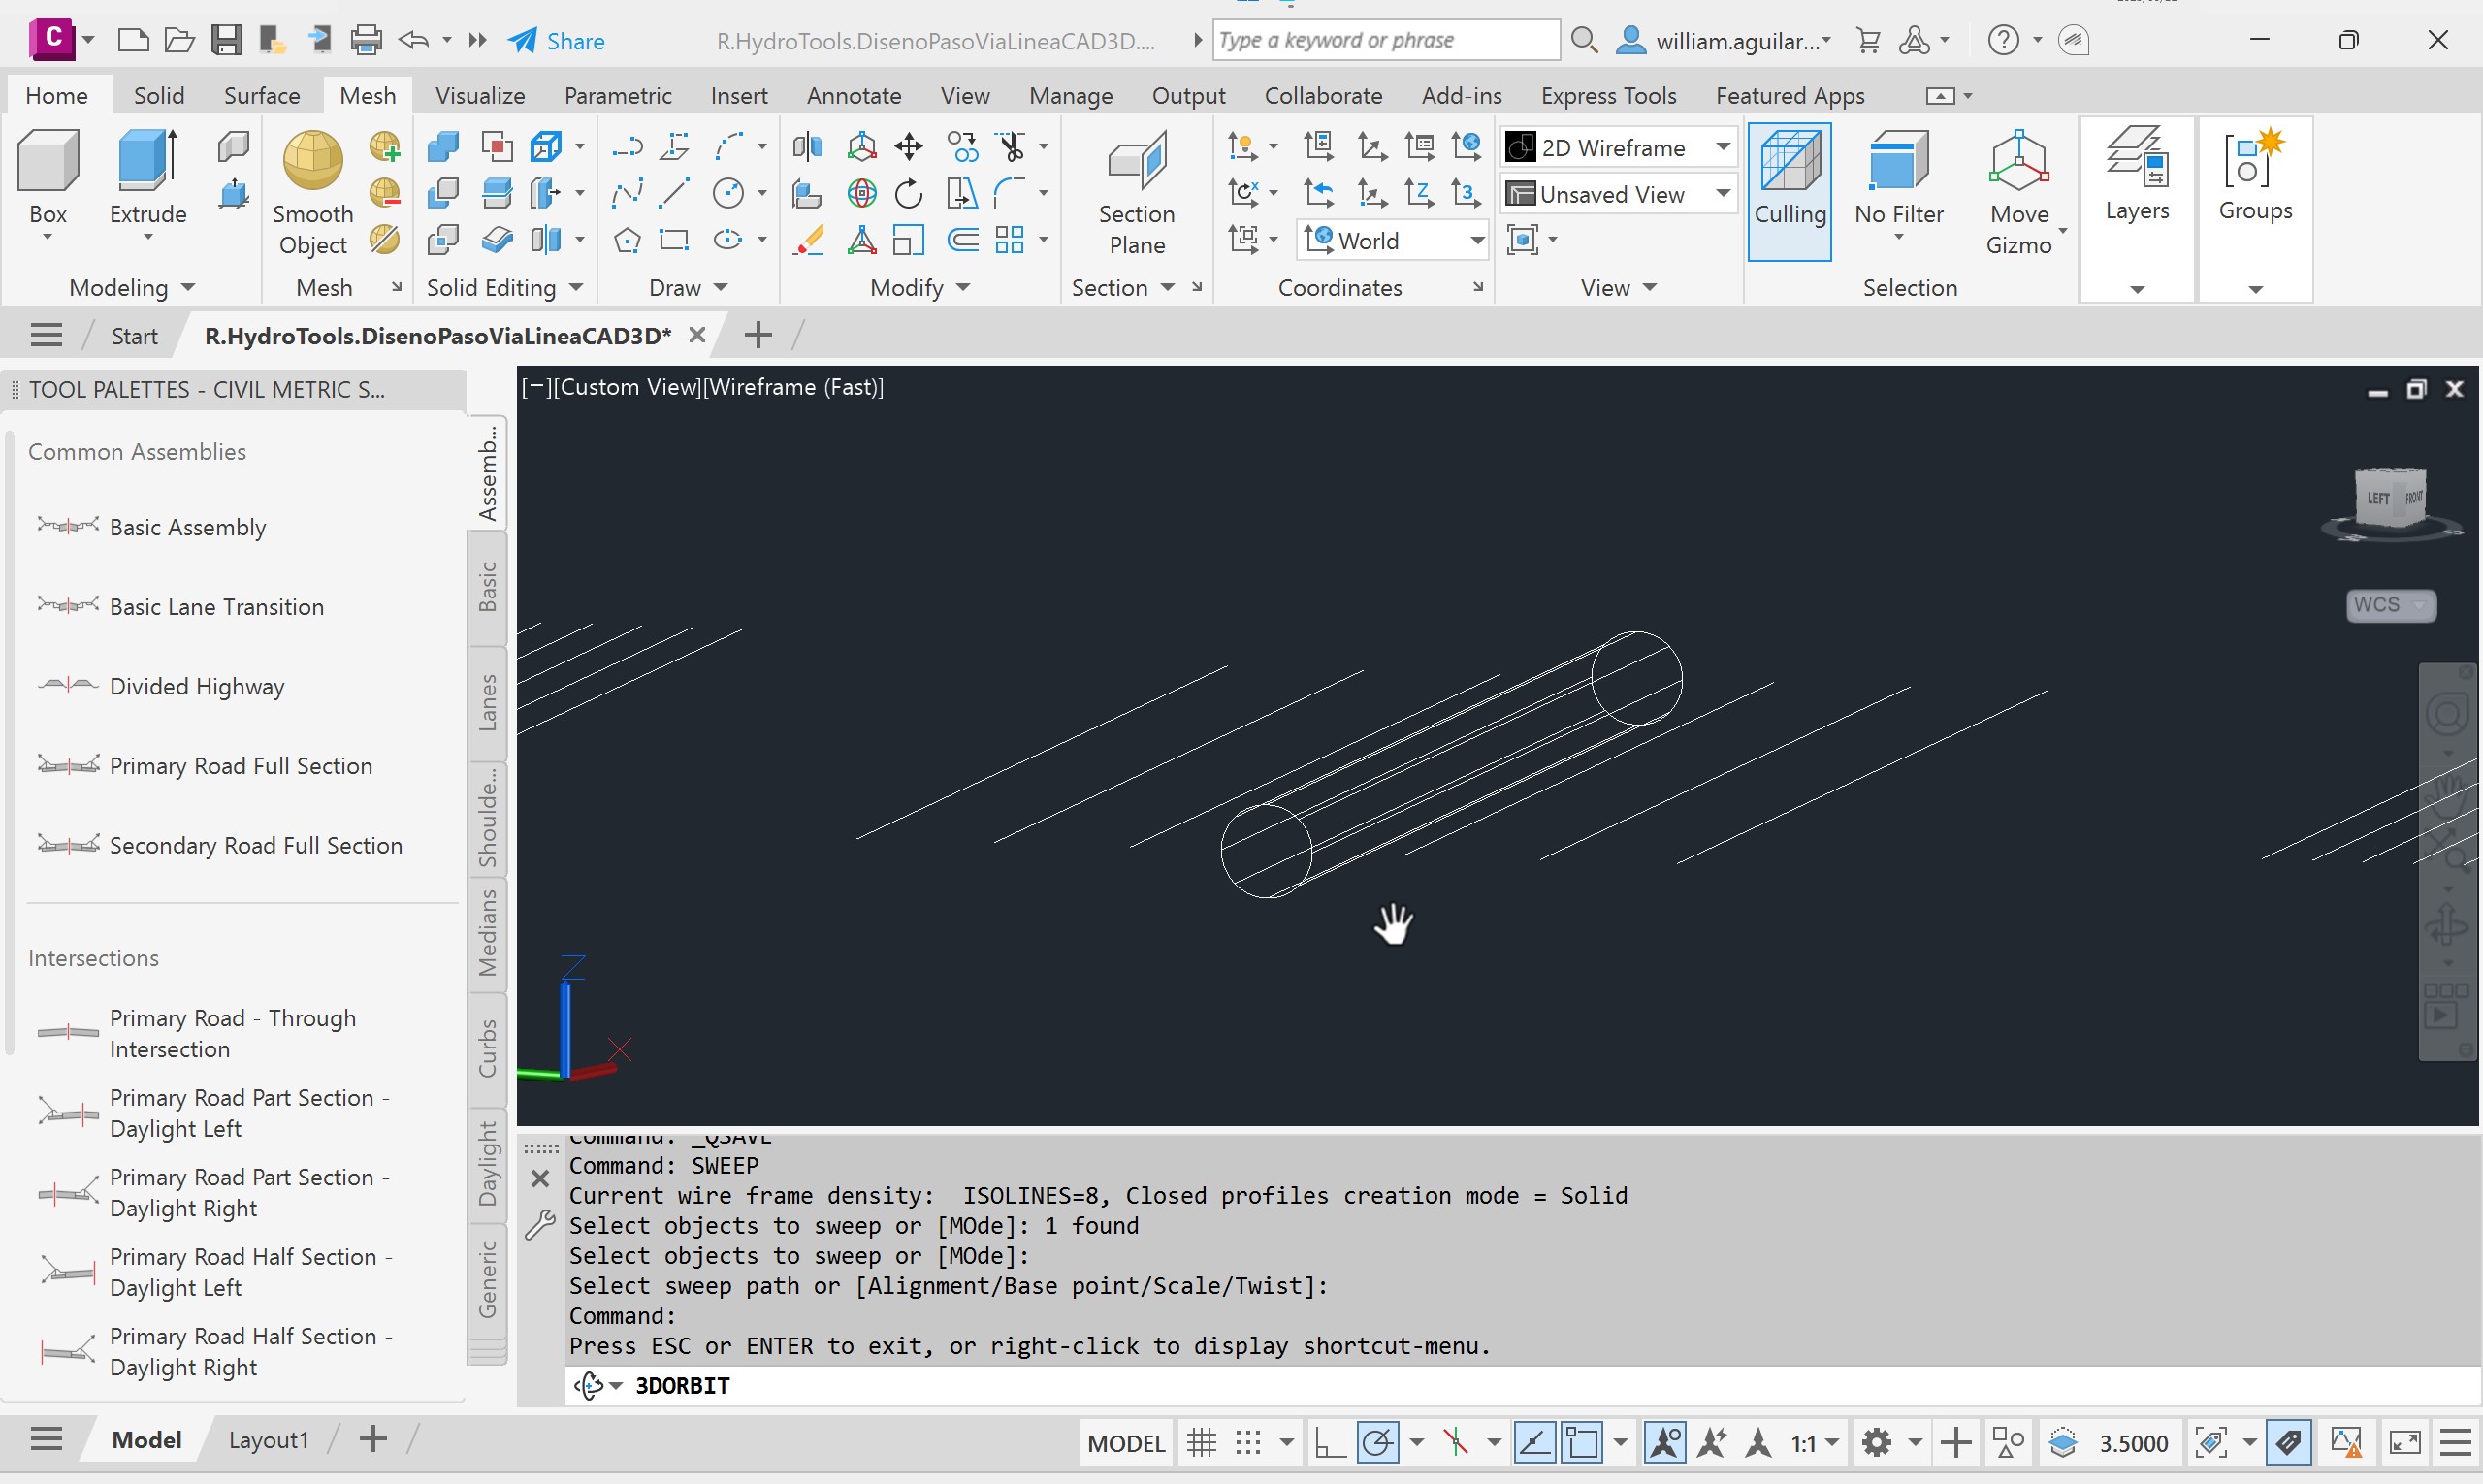 C
Share
R.HydroTools.DisenoPasoViaLineaCAD3D....
Type a keyword or phrase
william.aguilar...
Home Solid Surface Mesh Visualize Parametric Insert Annotate View Manage Output Collaborate Add-ins Express Tools Featured Apps
Box
Extrude
Smooth Object
Section Plane
World
2D Wireframe
Unsaved View
Culling
No Filter
Move Gizmo
Layers
Groups
Modeling Mesh Solid Editing Draw Modify Section Coordinates View Selection
Start
R.HydroTools.DisenoPasoViaLineaCAD3D*
TOOL PALETTES - CIVIL METRIC S...
Common Assemblies
Basic Assembly
Basic Lane Transition
Divided Highway
Primary Road Full Section
Secondary Road Full Section
Intersections
Primary Road - Through
Intersection
Primary Road Part Section -
Daylight Left
Primary Road Part Section -
Daylight Right
Primary Road Half Section -
Daylight Left
Primary Road Half Section -
Daylight Right
Assemb...
Basic
Lanes
Shoulde...
Medians
Curbs
Daylight
Generic
[−][Custom View][Wireframe (Fast)]
LEFT
FRONT
WCS
Z
X
Command: _QSAVE
Command: SWEEP
Current wire frame density:  ISOLINES=8, Closed profiles creation mode = Solid
Select objects to sweep or [MOde]: 1 found
Select objects to sweep or [MOde]:
Select sweep path or [Alignment/Base point/Scale/Twist]:
Command:
Press ESC or ENTER to exit, or right-click to display shortcut-menu.
3DORBIT
Model
Layout1
MODEL
1:1
3.5000